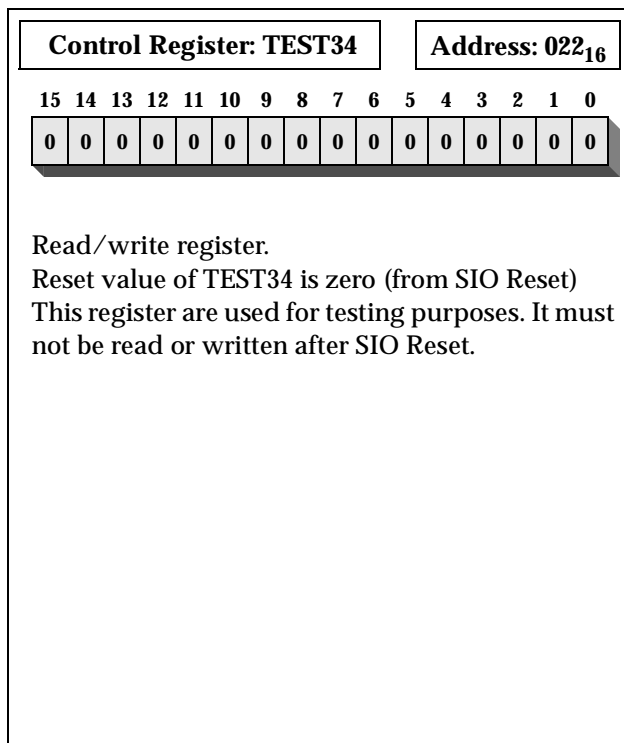 Control Register: TEST34 Address: 022₁₆
15 14 13 12 11 10 9 8 7 6 5 4 3 2 1 0
0 0 0 0 0 0 0 0 0 0 0 0 0 0 0 0
Read/write register.
Reset value of TEST34 is zero (from SIO Reset)
This register are used for testing purposes. It must
not be read or written after SIO Reset.